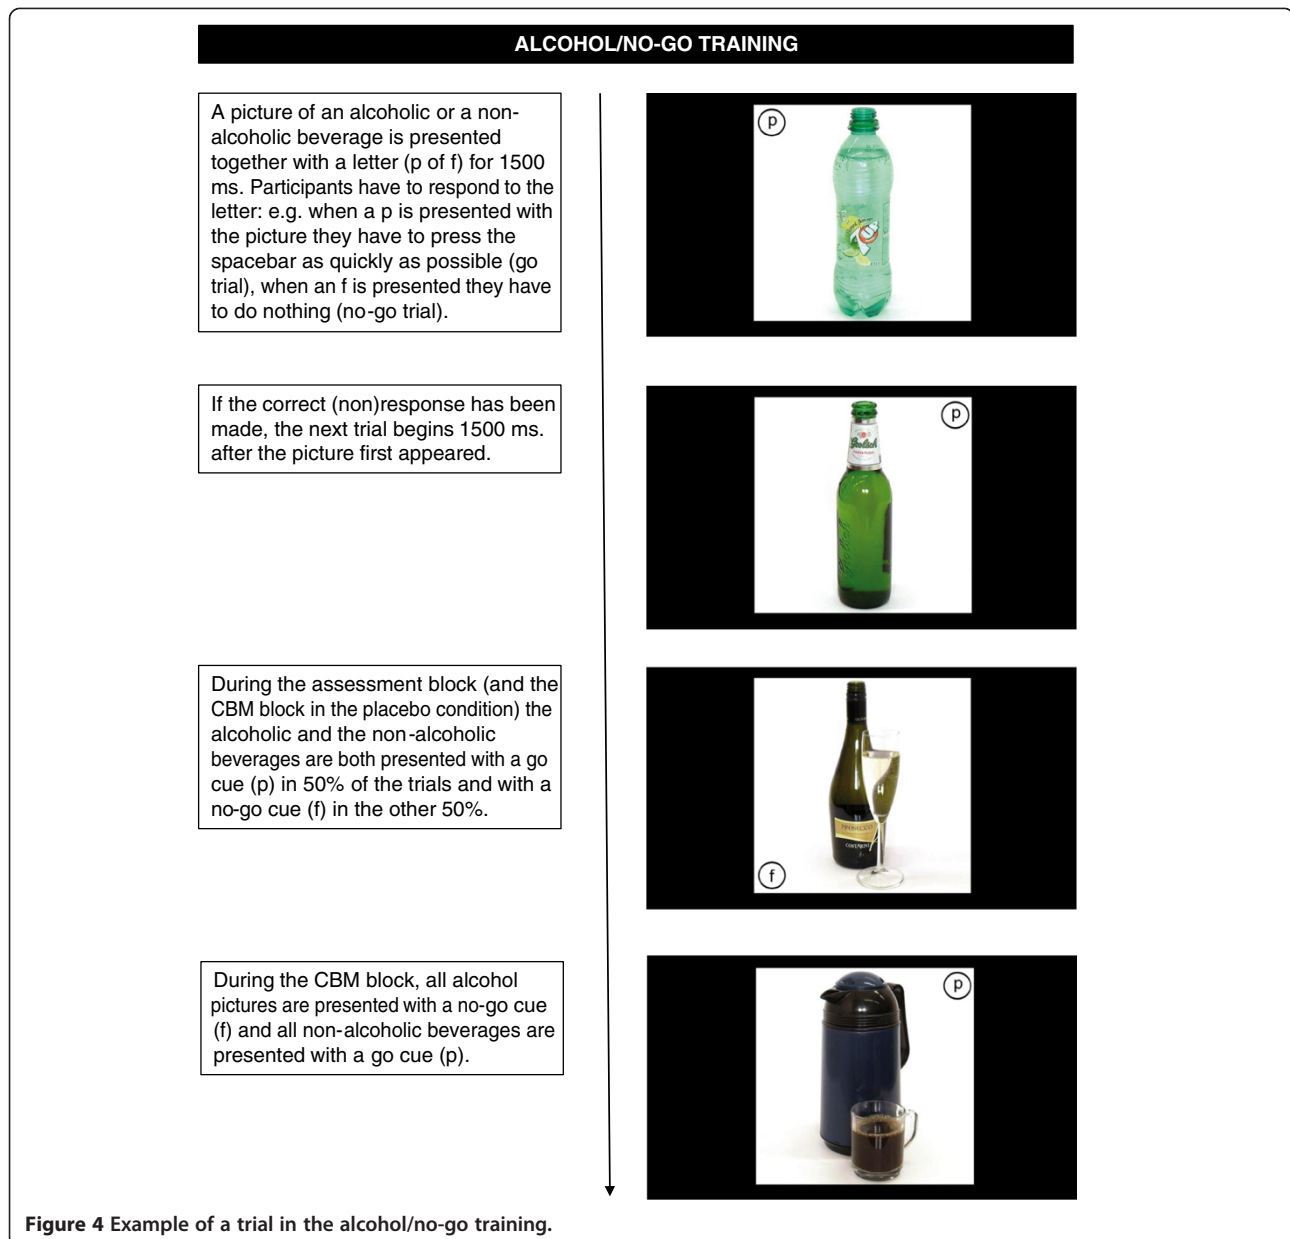 ALCOHOL/NO-GO TRAINING
A picture of an alcoholic or a non-
alcoholic beverage is presented
together with a letter (p of f) for 1500
ms. Participants have to respond to the
letter: e.g. when a p is presented with
the picture they have to press the
spacebar as quickly as possible (go
trial), when an f is presented they have
to do nothing (no-go trial).
p
If the correct (non)response has been
made, the next trial begins 1500 ms.
after the picture first appeared.
p
Grolsch
Grolsch
During the assessment block (and the
CBM block in the placebo condition) the
alcoholic and the non-alcoholic
beverages are both presented with a go
cue (p) in 50% of the trials and with a
no-go cue (f) in the other 50%.
PROSECCO
f
During the CBM block, all alcohol
pictures are presented with a no-go cue
(f) and all non-alcoholic beverages are
presented with a go cue (p).
p
Figure 4 Example of a trial in the alcohol/no-go training.